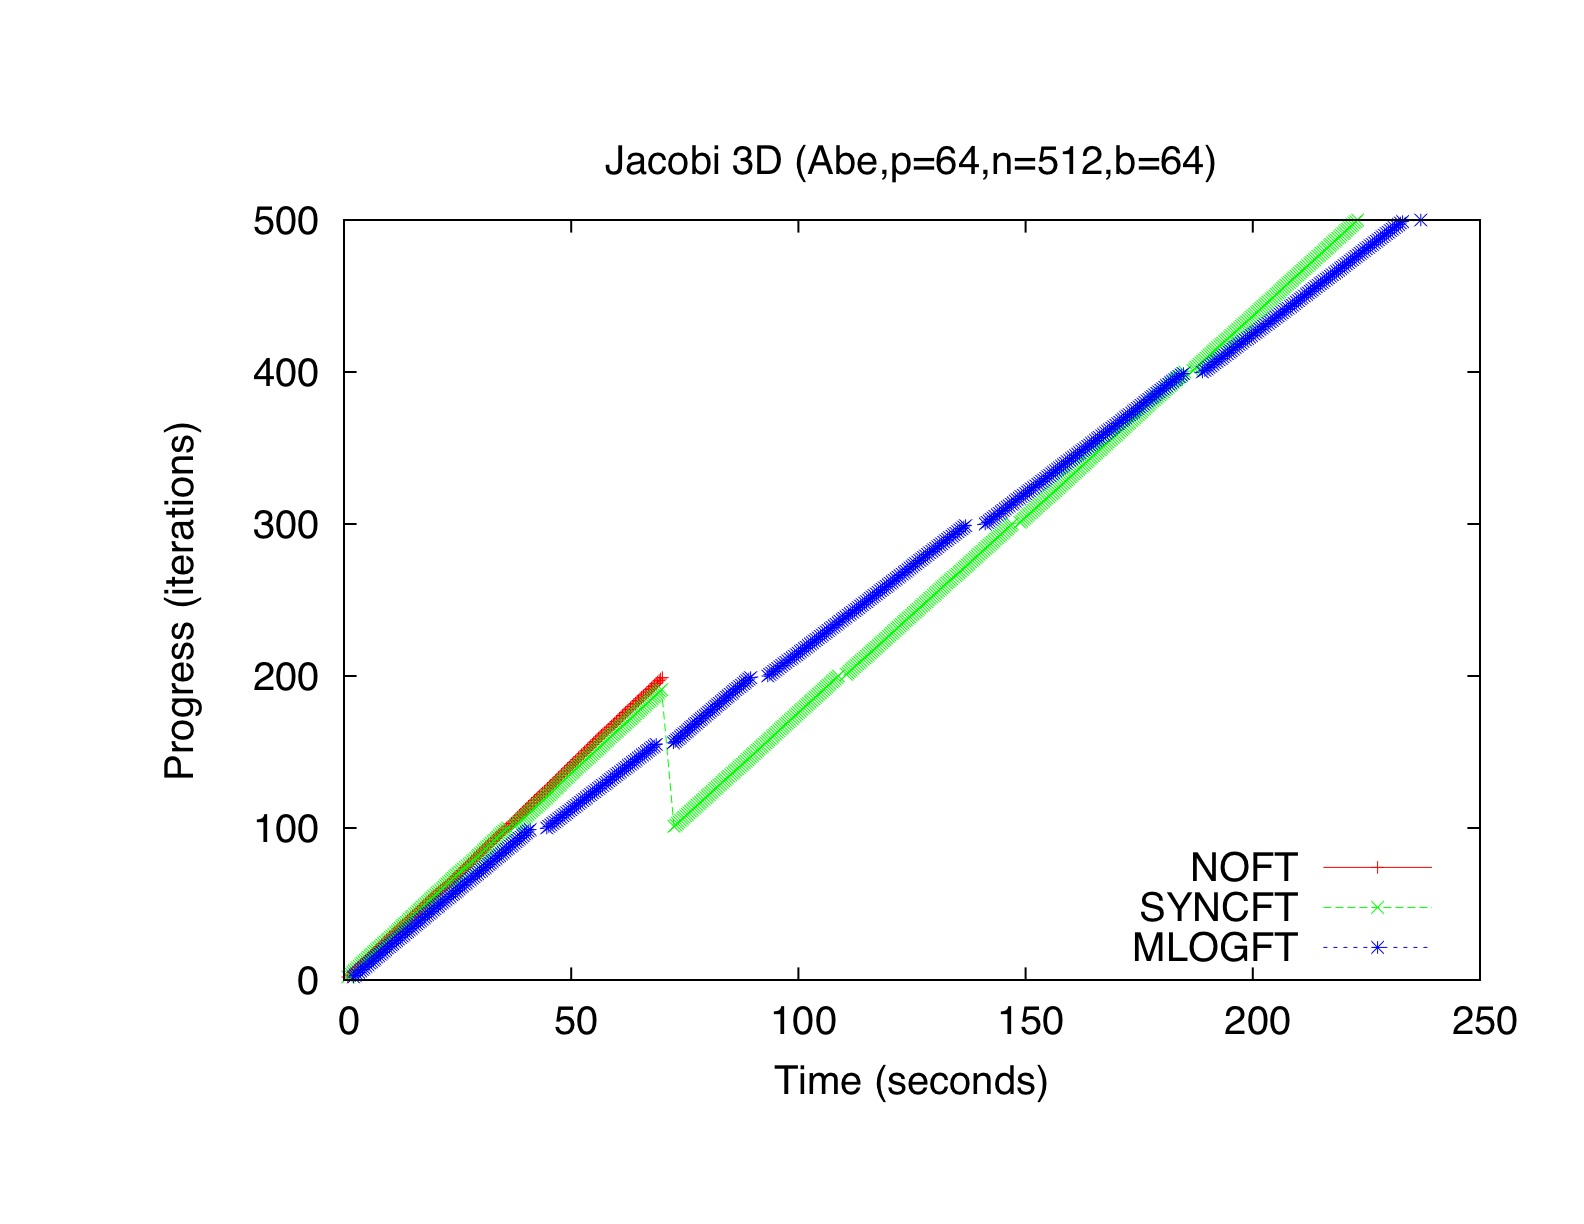 Jacobi 3D (Abe,p=64,n=512,b=64)
500
400
300
200
100
0
Progress (iterations)
NOFT
SYNCFT
MLOGFT
0 50 100 150 200 250
Time (seconds)